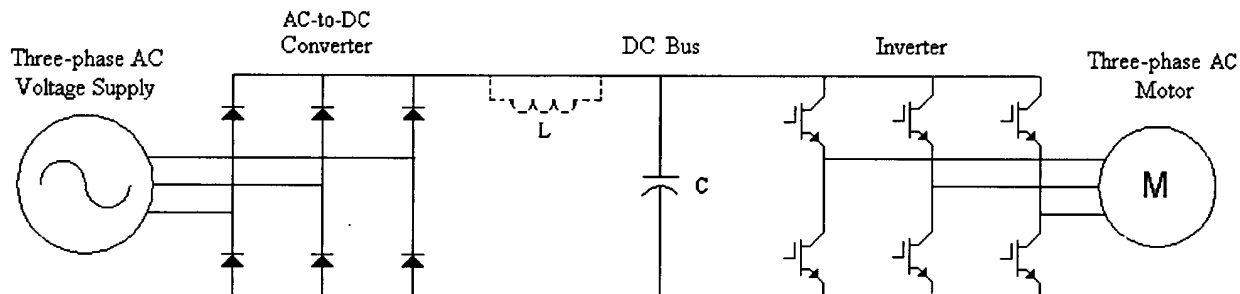 AC-to-DC
Converter
Three-phase AC
Voltage Supply
DC Bus
Inverter
Three-phase AC
Motor
L
C
M